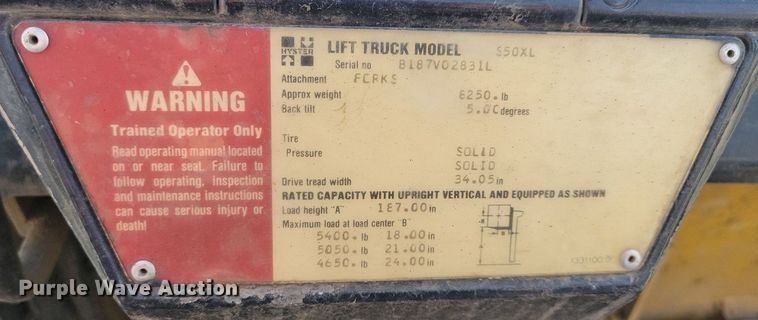 WARNING
Trained Operator Only
Read operating manual located
on or near seat. Failure to
follow operating, inspection
and maintenance instructions
can cause serious injury or
death!
HYSTER
LIFT TRUCK MODEL S50XL
Serial no B187V02831L
Attachment FORKS
Approx weight 8250. lb
Back tilt 5.0C degrees
Tire
Pressure SOLID
SOLID
Drive tread width 34.05 in
RATED CAPACITY WITH UPRIGHT VERTICAL AND EQUIPPED AS SHOWN
Load height "A" 187.00 in
Maximum load at load center "B"
5400. lb 18.00 in
5050. lb 21.00 in
4650. lb 24.00 in
Purple Wave Auction